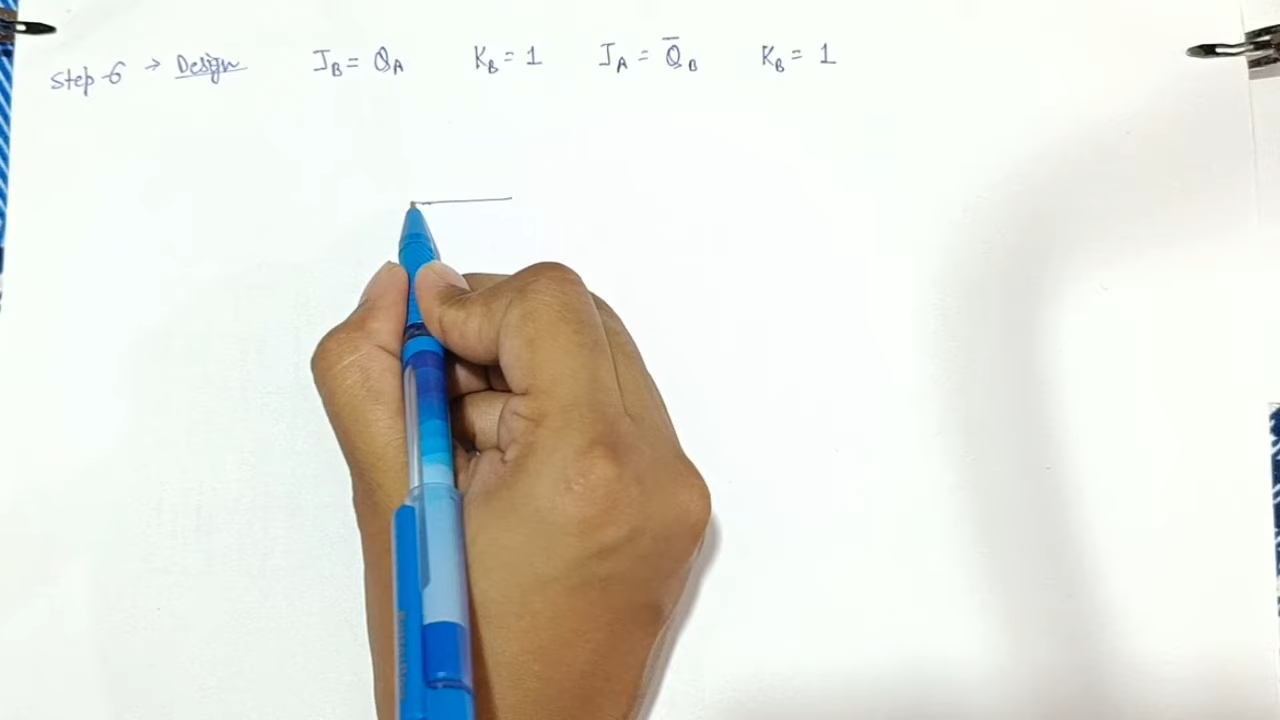 Step-6 → Design J_B = Q_A K_B = 1 J_A = Q̅_B K_B = 1